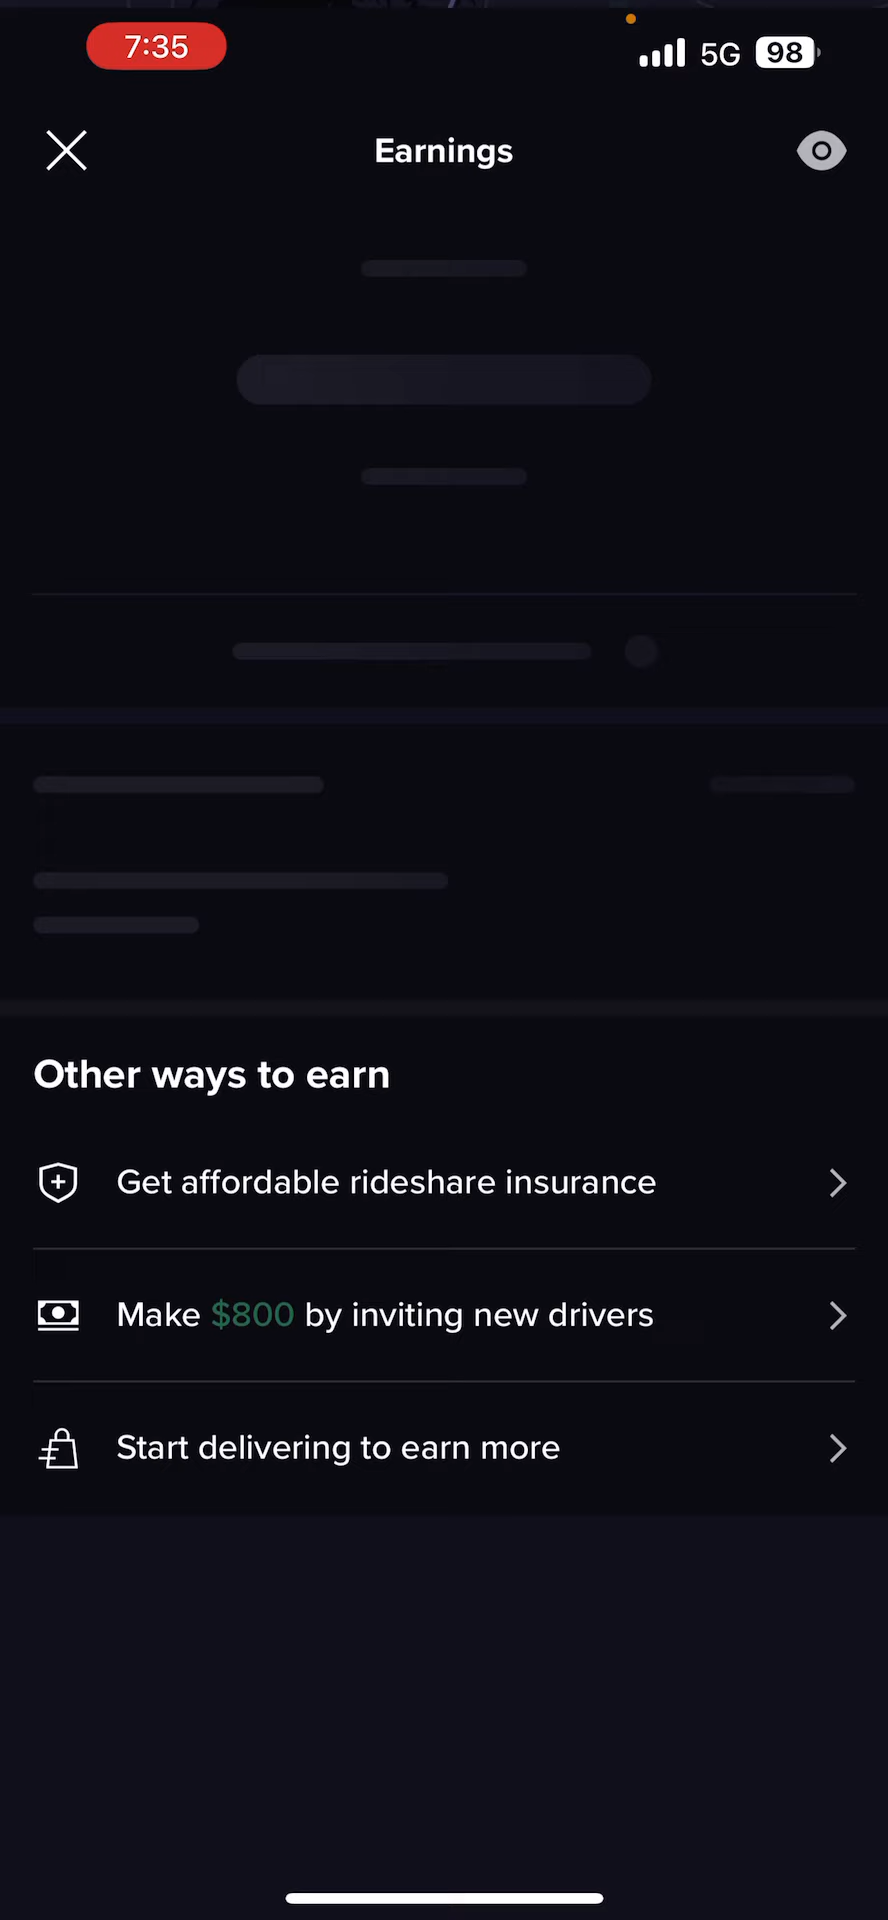 7:35
5G 98
Earnings
Other ways to earn
Get affordable rideshare insurance
Make $800 by inviting new drivers
Start delivering to earn more